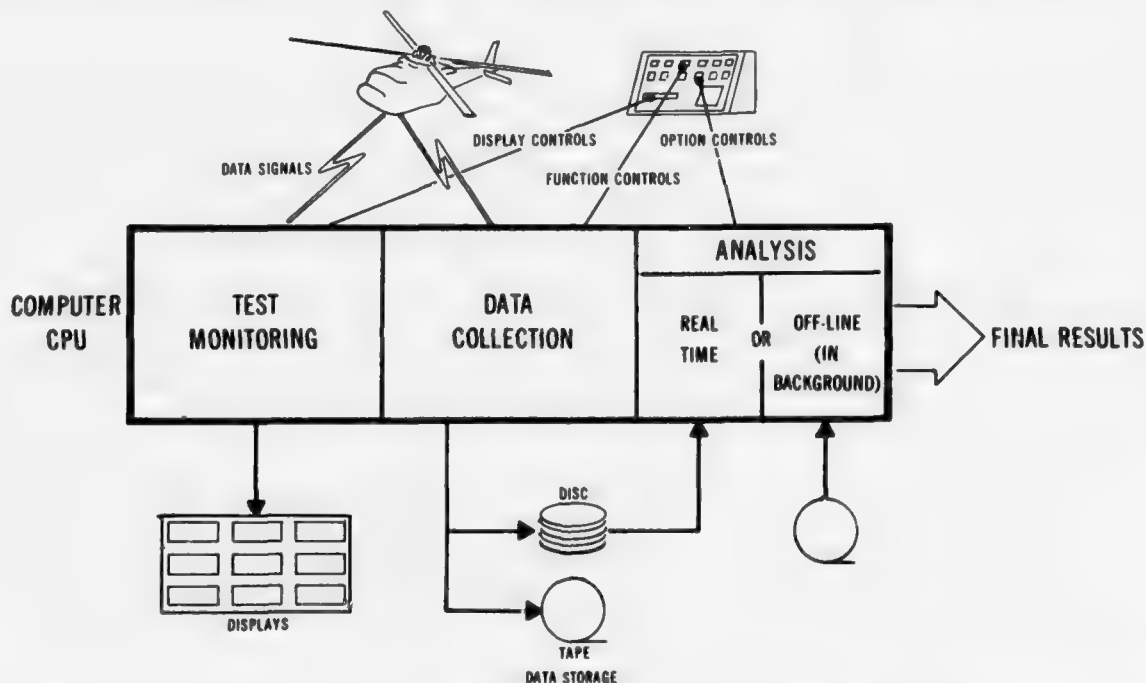 DISPLAY CONTROLS
OPTION CONTROLS
DATA SIGNALS
FUNCTION CONTROLS
COMPUTER
CPU
TEST
MONITORING
DATA
COLLECTION
ANALYSIS
REAL
TIME
OR
OFF-LINE
(IN
BACKGROUND)
FINAL RESULTS
DISPLAYS
DISC
TAPE
DATA STORAGE